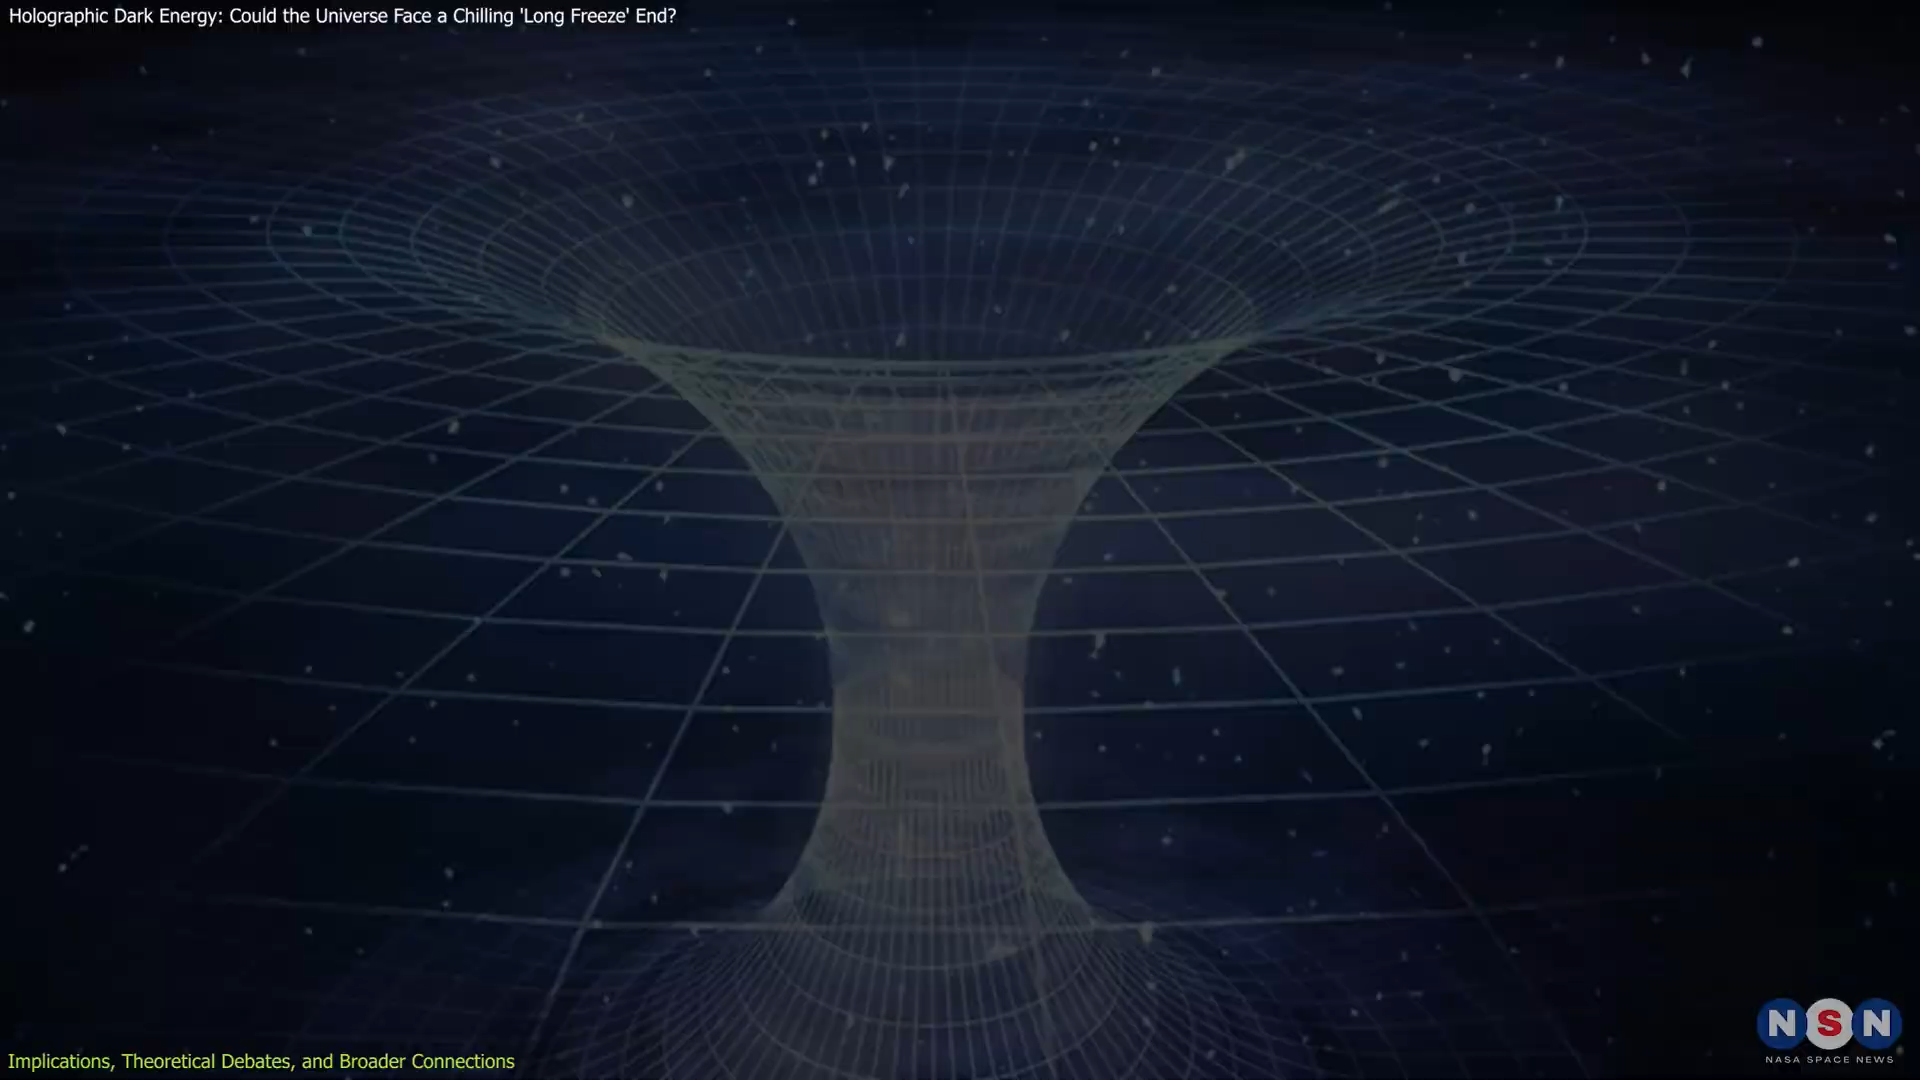 Holographic Dark Energy: Could the Universe Face a Chilling 'Long Freeze' End?
Implications, Theoretical Debates, and Broader Connections
NSN
NASA SPACE NEWS